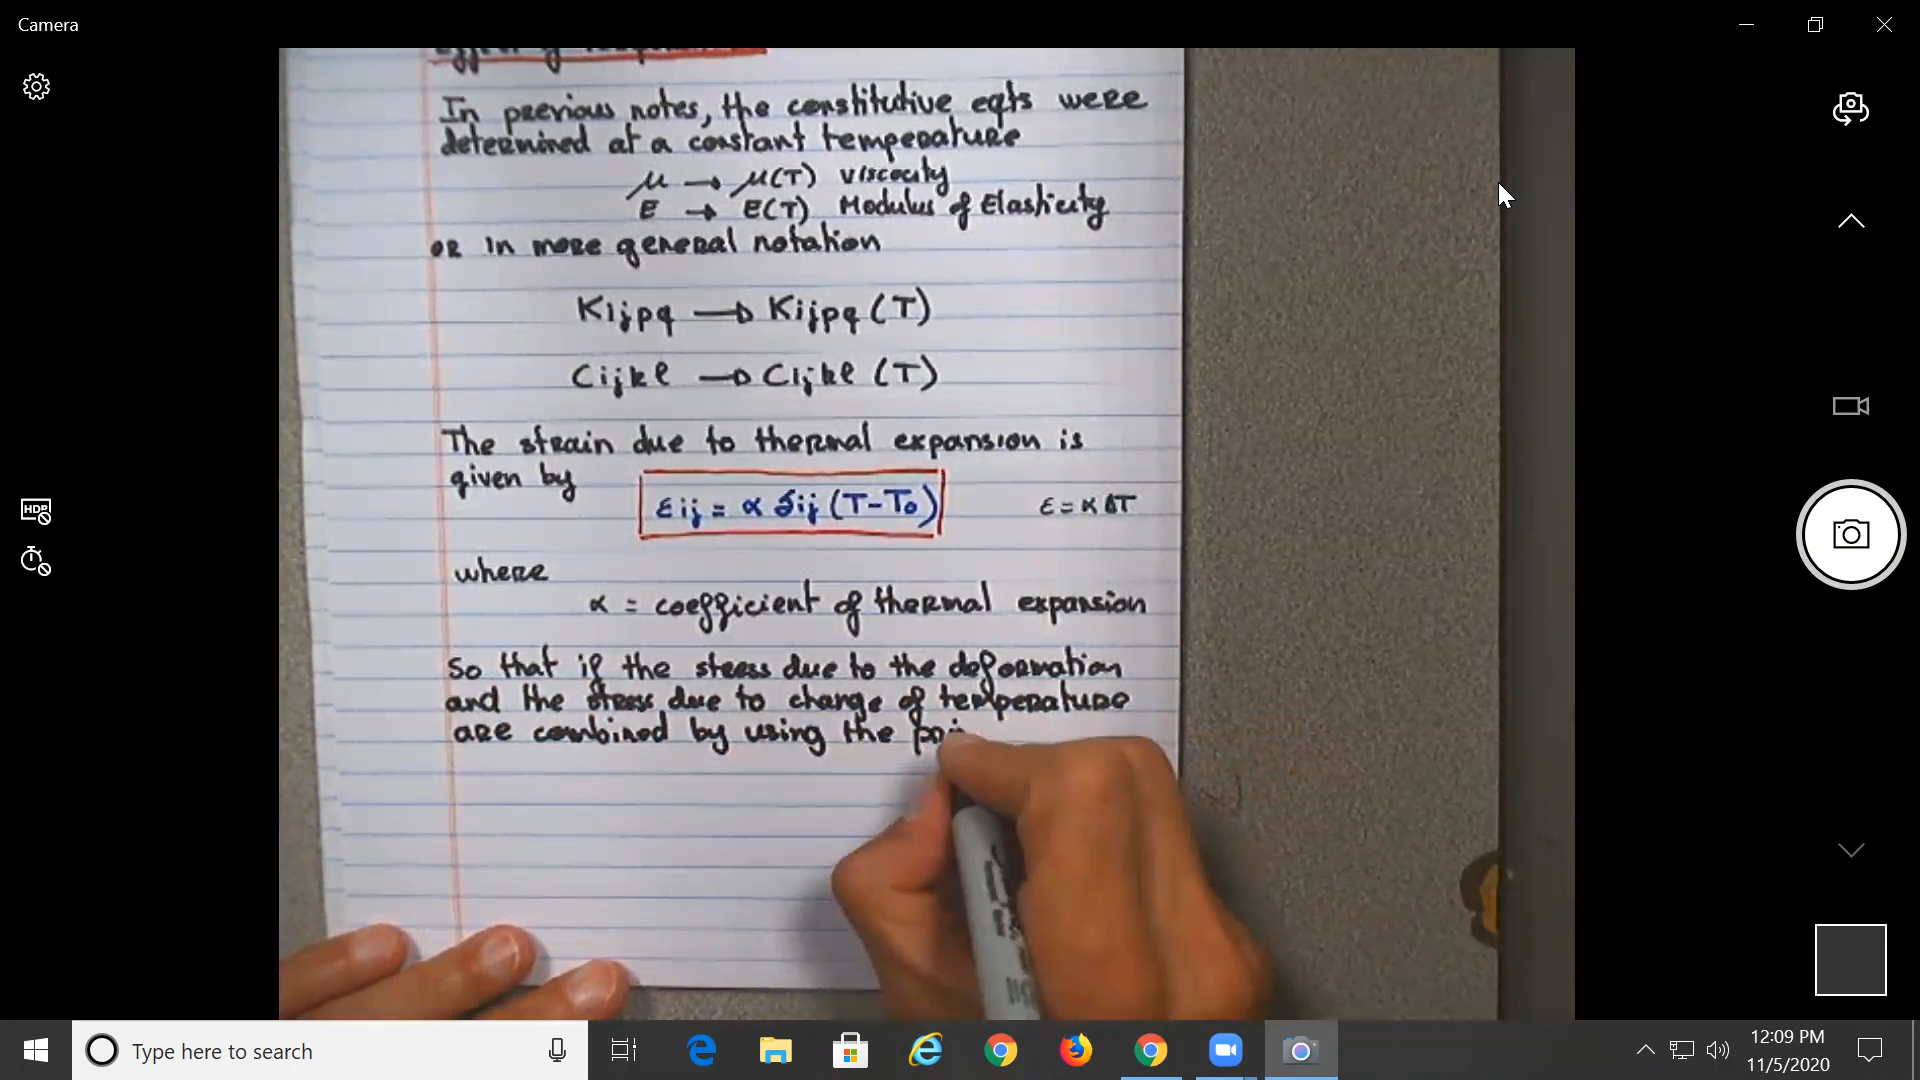 Camera
In previous notes, the constitutive eqts were
determined at a constant temperature
μ → μ(T) viscocity
E → E(T) Modulus of Elasticity
or in more general notation
Kijpq → Kijpq (T)
Cijkl → Cijkl (T)
The strain due to thermal expansion is
given by
εij = α δij (T-To) ε = α ΔT
where
α = coefficient of thermal expansion
So that if the stress due to the deformation
and the stress due to change of temperature
are combined by using the pri
Type here to search
12:09 PM
11/5/2020